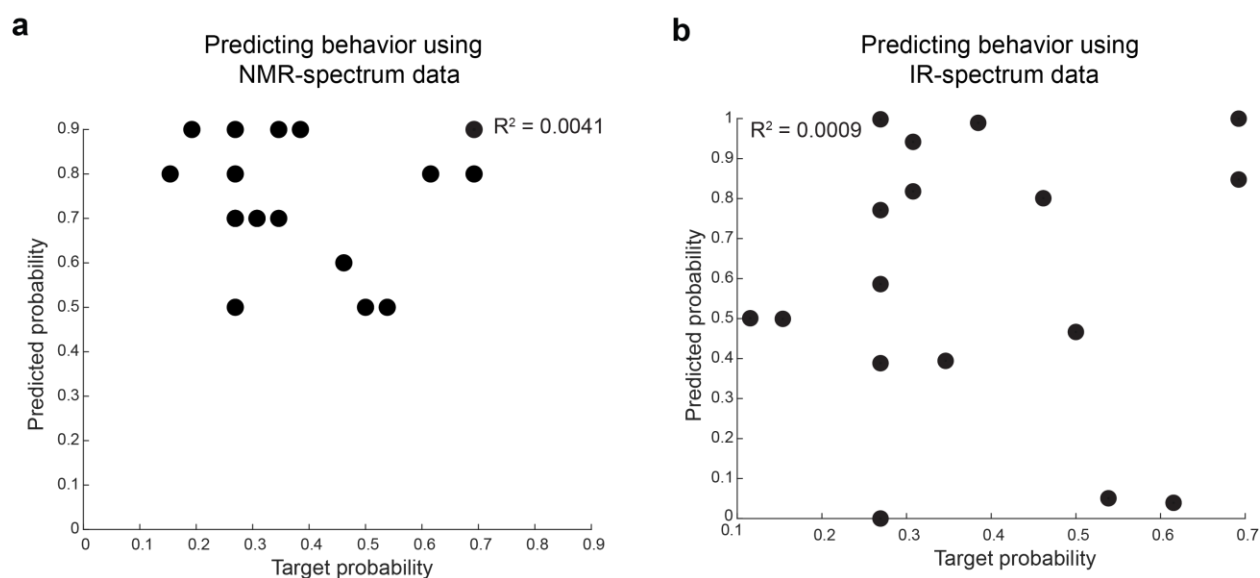 a
Predicting behavior using
NMR-spectrum data
R² = 0.0041
0.9
0.8
0.7
0.6
0.5
0.4
0.3
0.2
0.1
0
Predicted probability
0 0.1 0.2 0.3 0.4 0.5 0.6 0.7 0.8 0.9
Target probability
b
Predicting behavior using
IR-spectrum data
R² = 0.0009
1
0.9
0.8
0.7
0.6
0.5
0.4
0.3
0.2
0.1
0
Predicted probability
0.1 0.2 0.3 0.4 0.5 0.6 0.7
Target probability